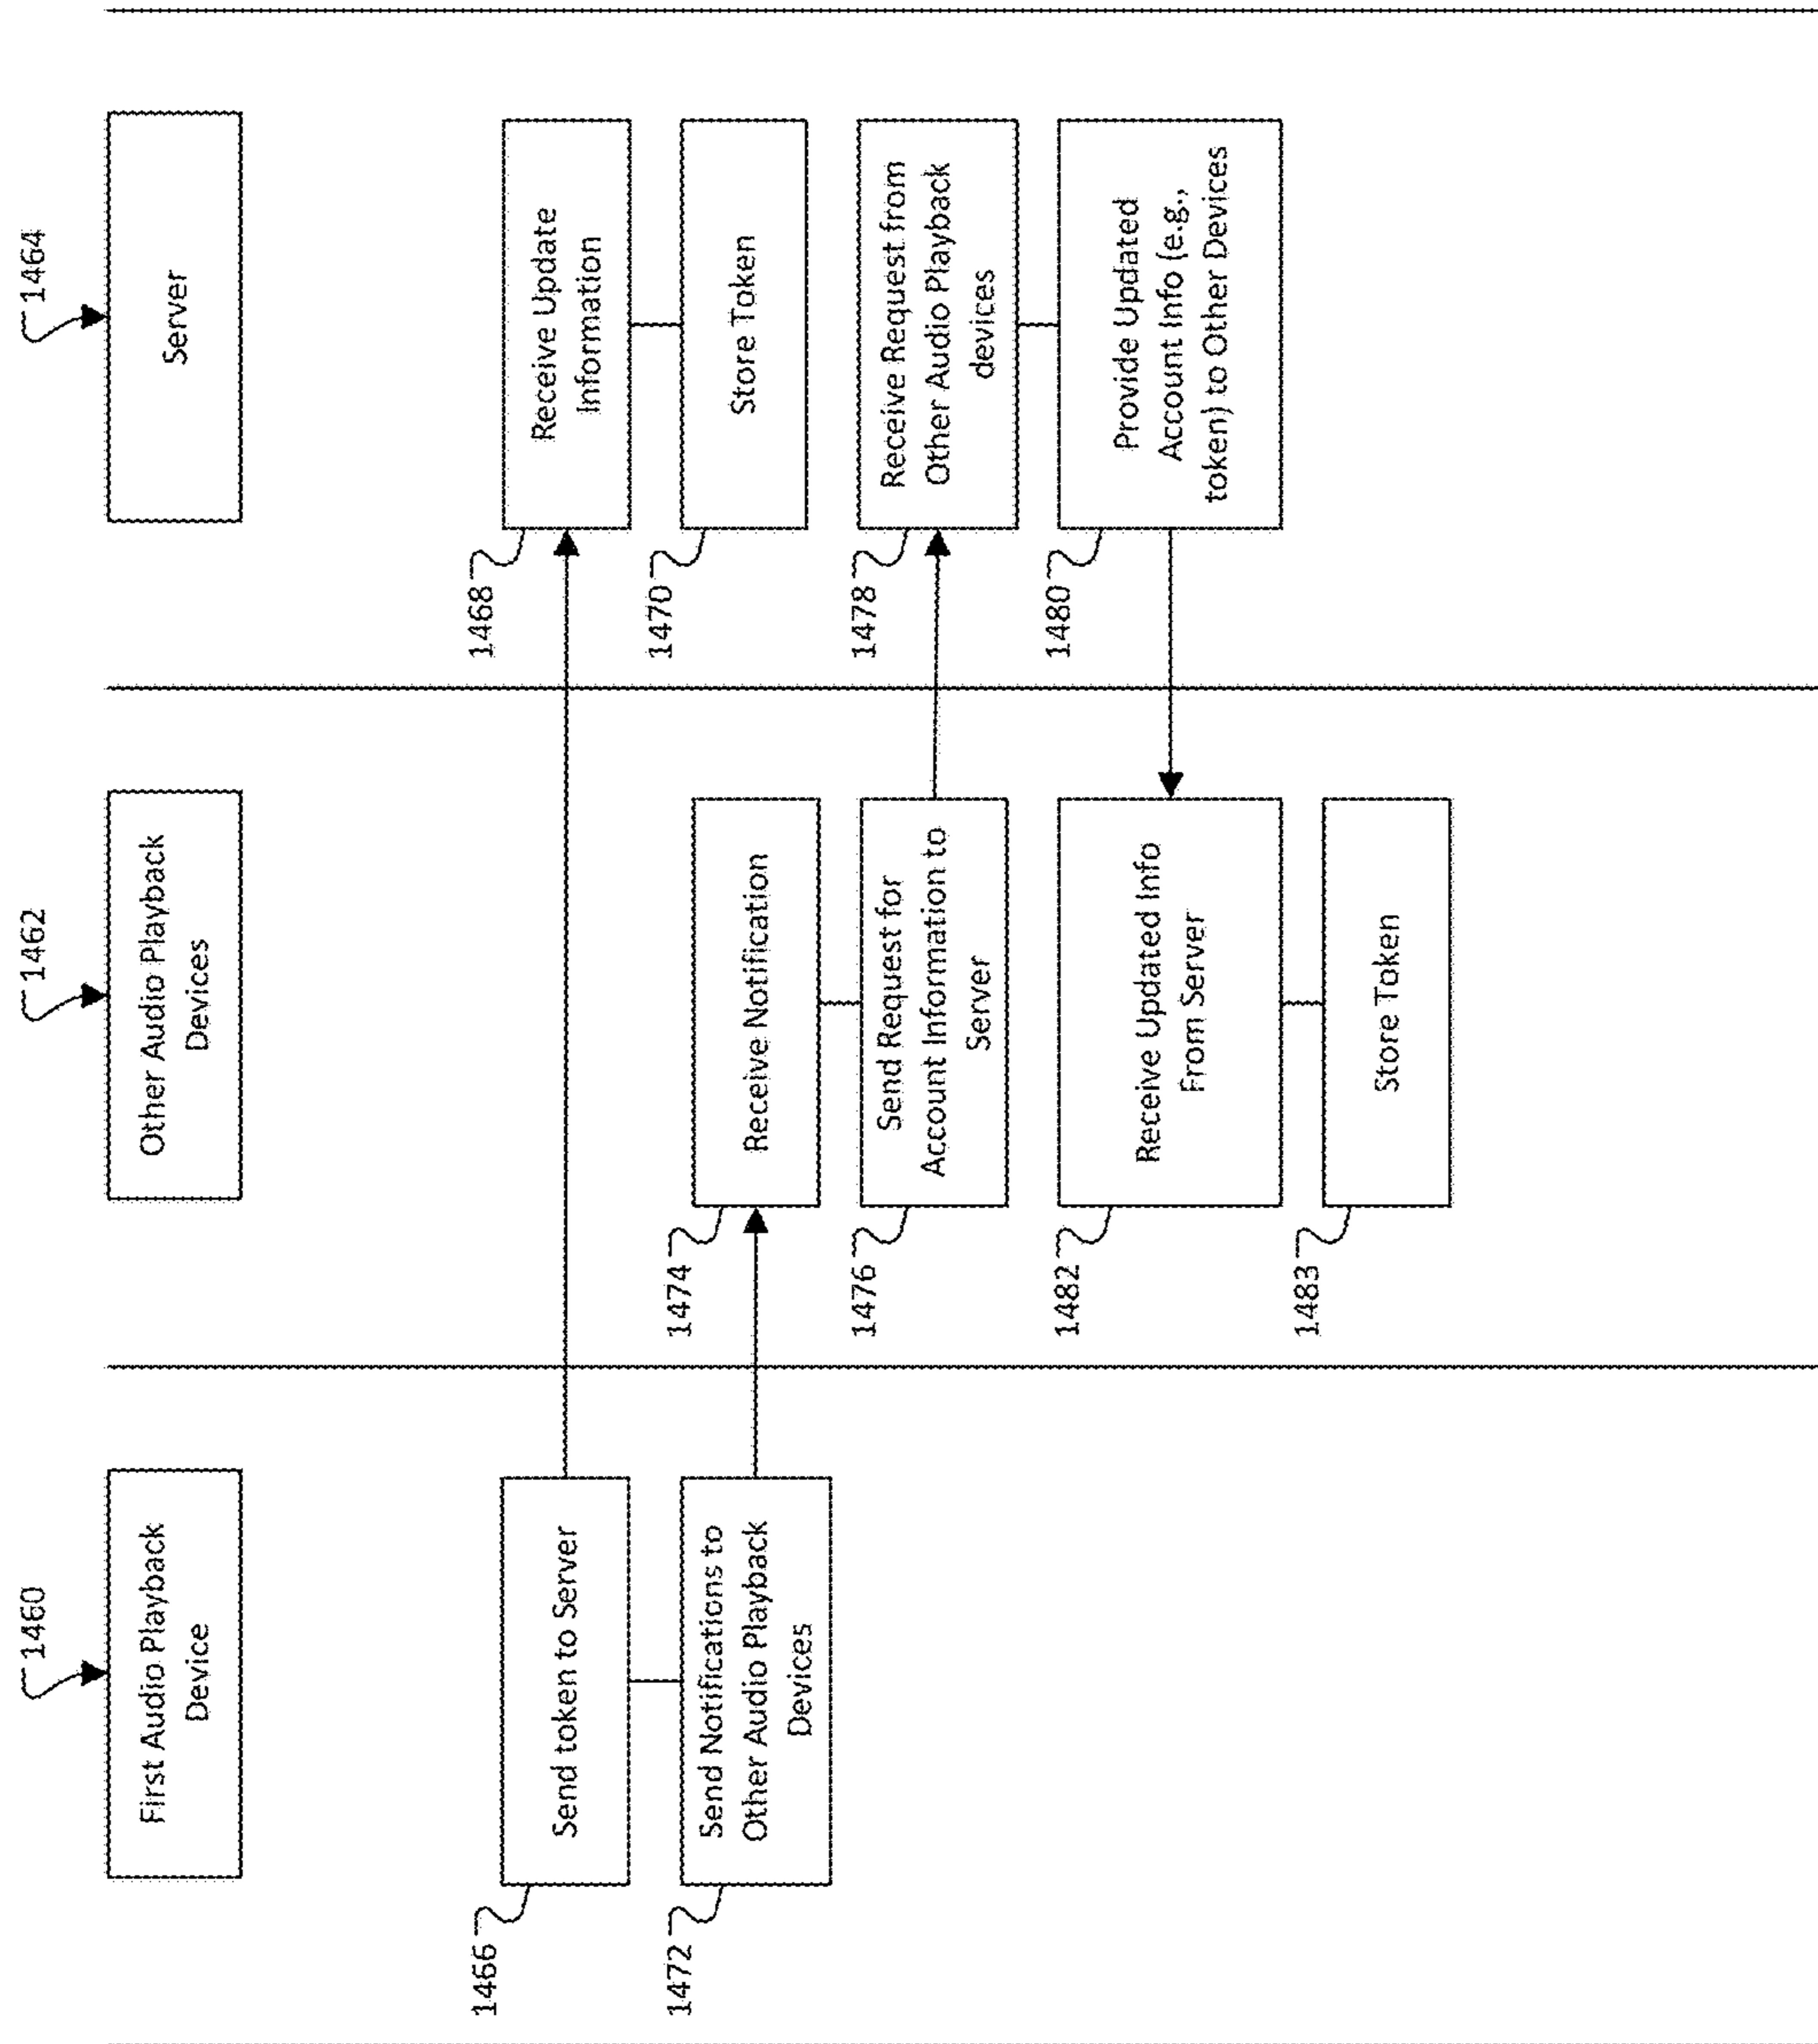 1460
First Audio Playback
Device
1462
Other Audio Playback
Devices
1464
Server
1466
Send token to Server
1468
Receive Update
Information
1472
Send Notifications to
Other Audio Playback
Devices
1474
Receive Notification
1470
Store Token
1476
Send Request for
Account Information to
Server
1478
Receive Request from
Other Audio Playback
devices
1482
Receive Updated Info
From Server
1480
Provide Updated
Account Info (e.g.,
token) to Other Devices
1483
Store Token